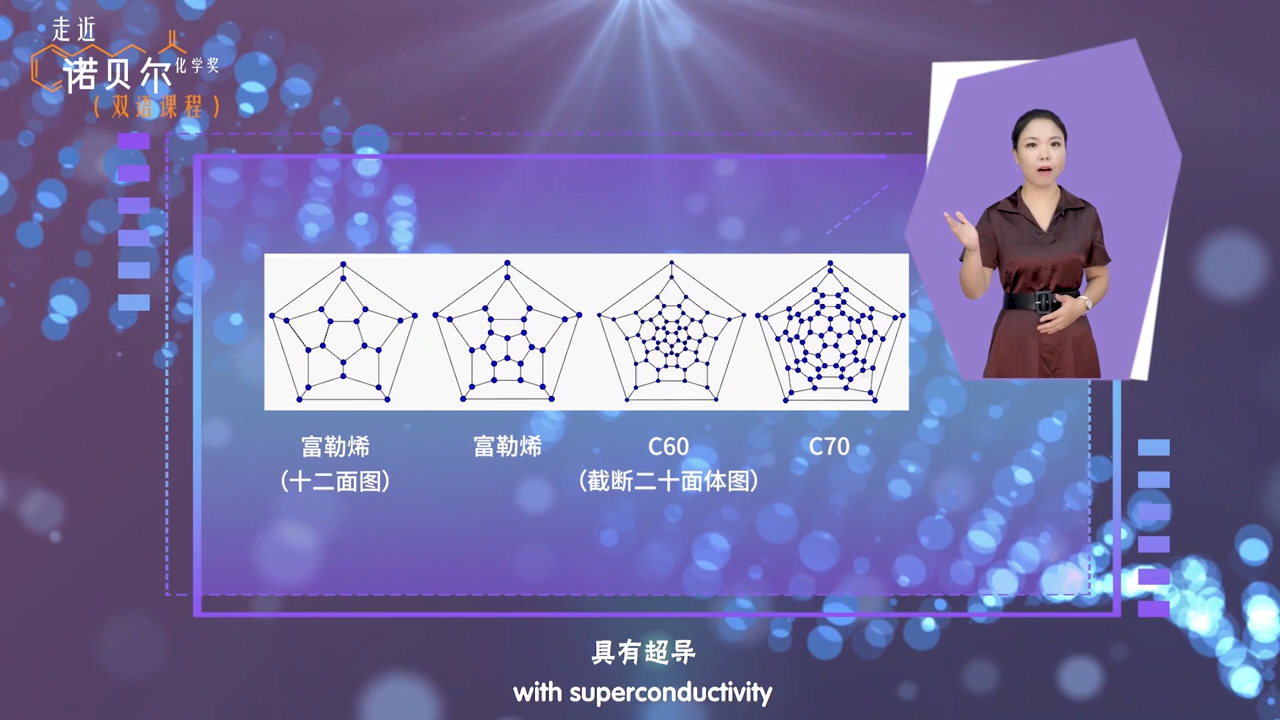 走近
诺贝尔化学奖
(双语课程)
富勒烯
(十二面图)
富勒烯
C60
(截断二十面体图)
C70
具有超导
with superconductivity